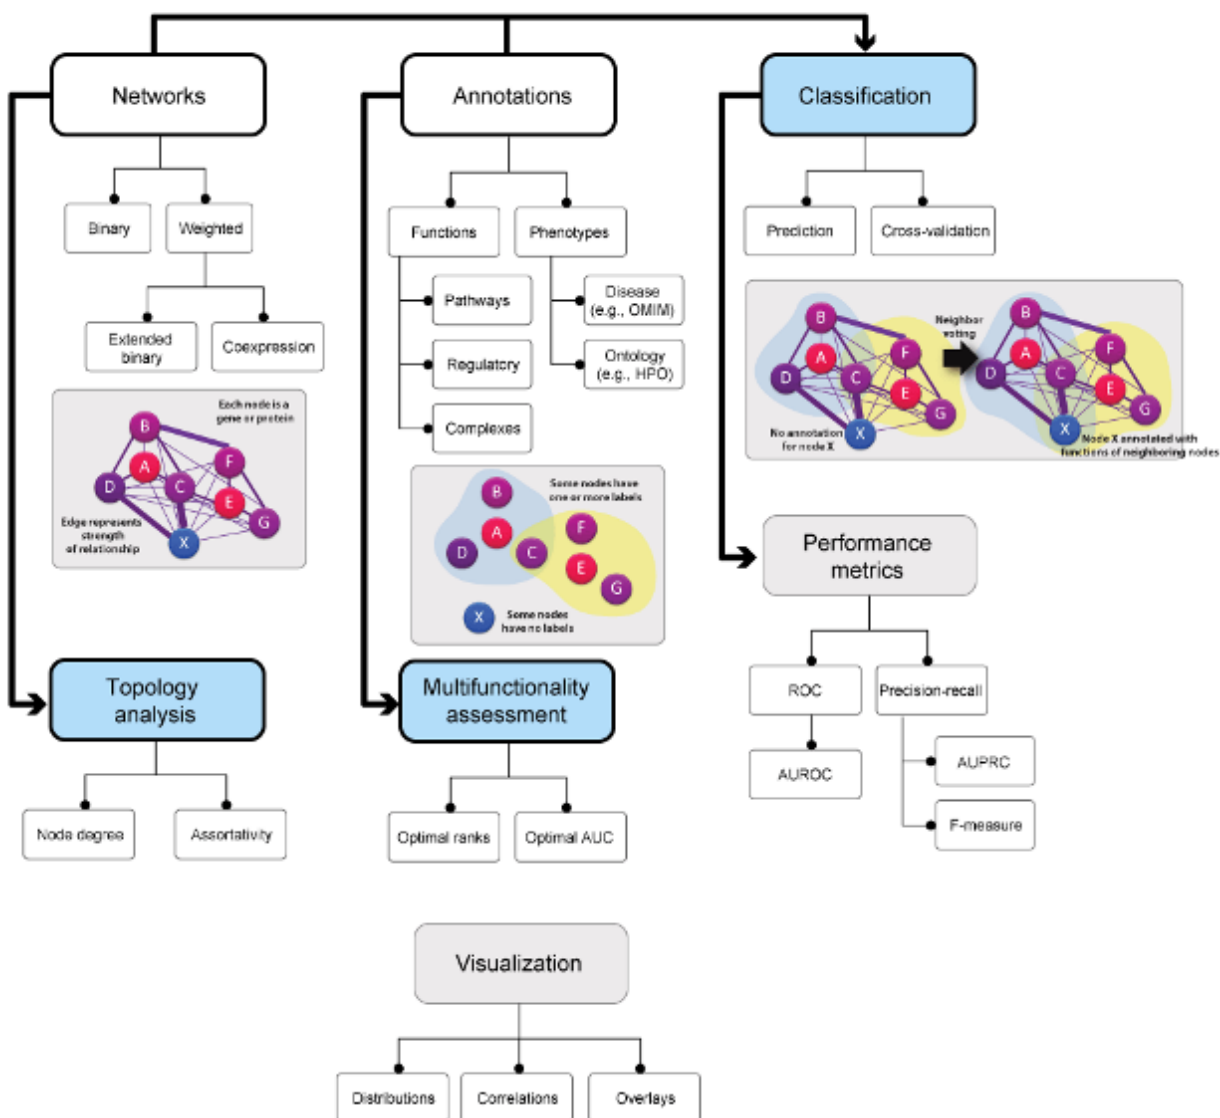 Networks
Annotations
Classification
Binary
Weighted
Functions
Phenotypes
Prediction
Cross-validation
Extended
binary
Coexpression
Pathways
Regulatory
Complexes
Disease
(e.g., OMIM)
Ontology
(e.g., HPO)
Each node is a
gene or protein
B
A
D
C
F
E
G
X
Edge represents
strength
of relationship
Some nodes have
one or more labels
B
A
D
C
F
E
G
X
Some nodes
have no labels
B
A
D
C
F
E
G
X
No annotation
for node X
Neighbor
voting
B
A
D
C
F
E
G
X
Node X annotated with
functions of neighboring nodes
Topology
analysis
Node degree
Assortativity
Multifunctionality
assessment
Optimal ranks
Optimal AUC
Performance
metrics
ROC
Precision-recall
AUROC
AUPRC
F-measure
Visualization
Distributions
Correlations
Overlays